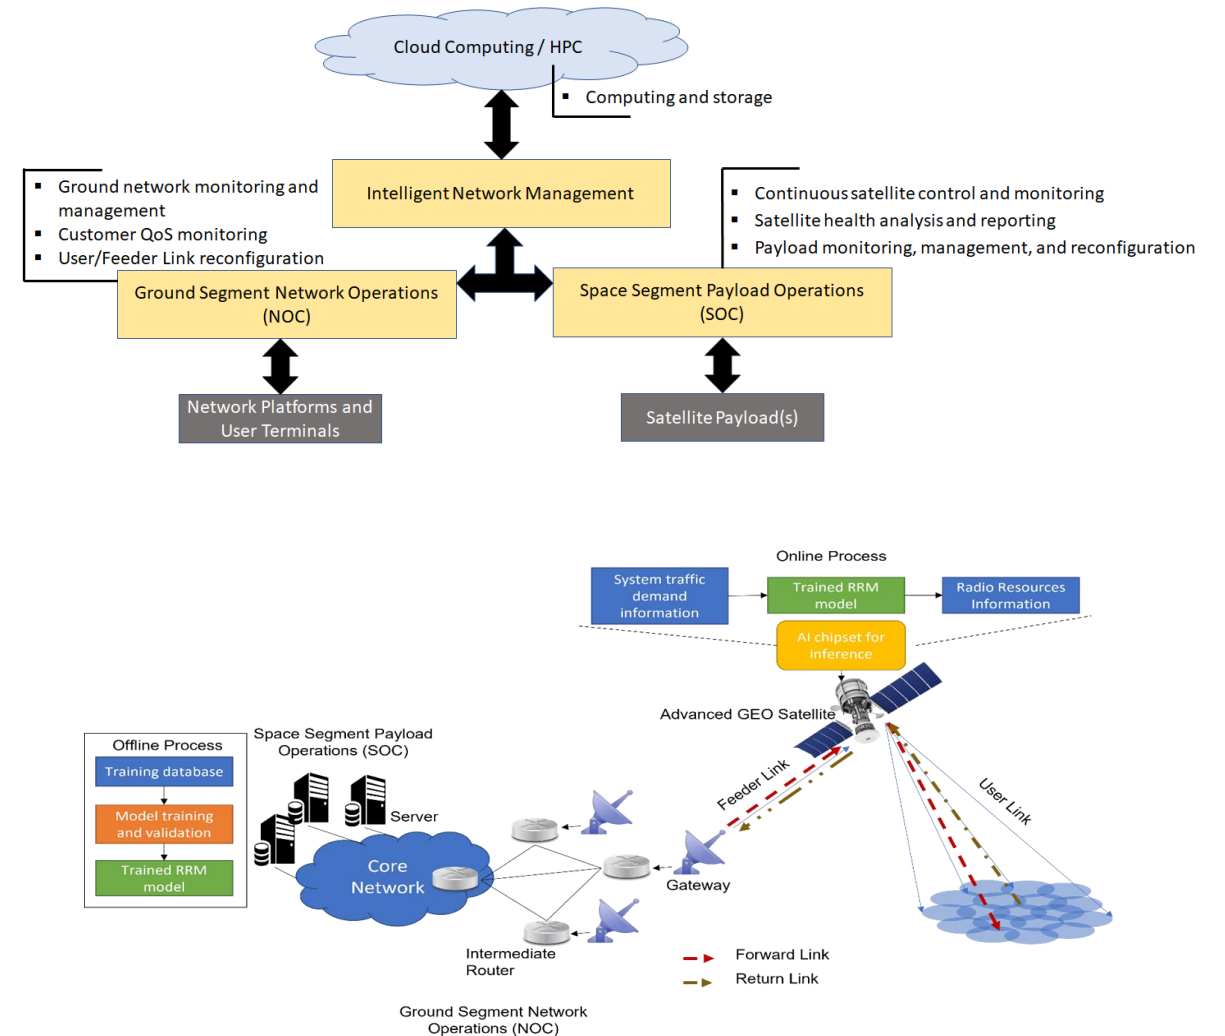 Cloud Computing / HPC
▪ Computing and storage
Intelligent Network Management
▪ Ground network monitoring and
management
▪ Customer QoS monitoring
▪ User/Feeder Link reconfiguration
▪ Continuous satellite control and monitoring
▪ Satellite health analysis and reporting
▪ Payload monitoring, management, and reconfiguration
Ground Segment Network Operations
(NOC)
Space Segment Payload Operations
(SOC)
Network Platforms and
User Terminals
Satellite Payload(s)
Online Process
System traffic
demand
information
Trained RRM
model
Radio Resources
Information
AI chipset for
inference
Advanced GEO Satellite
Offline Process
Training database
Model training
and validation
Trained RRM
model
Space Segment Payload
Operations (SOC)
Server
Core
Network
Feeder Link
User Link
Gateway
Intermediate
Router
Forward Link
Return Link
Ground Segment Network
Operations (NOC)